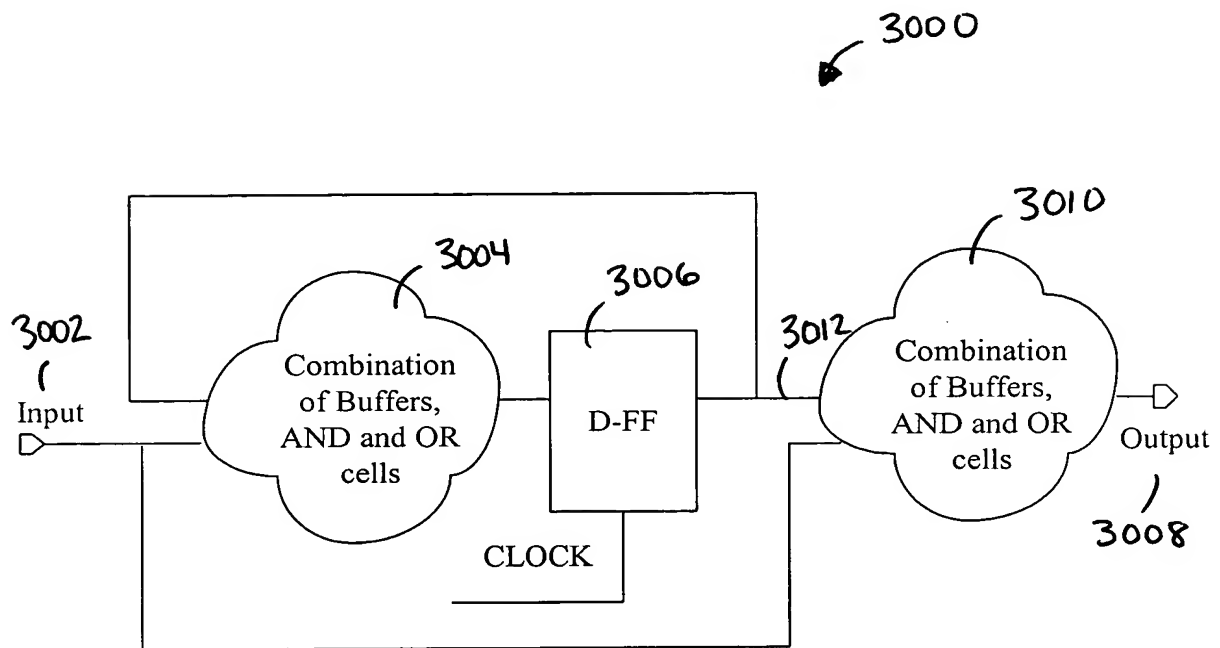 3000
3010
3004
3006
3002
3012
Combination
of Buffers,
AND and OR
cells
Combination
of Buffers,
AND and OR
cells
Input
D-FF
Output
CLOCK
3008